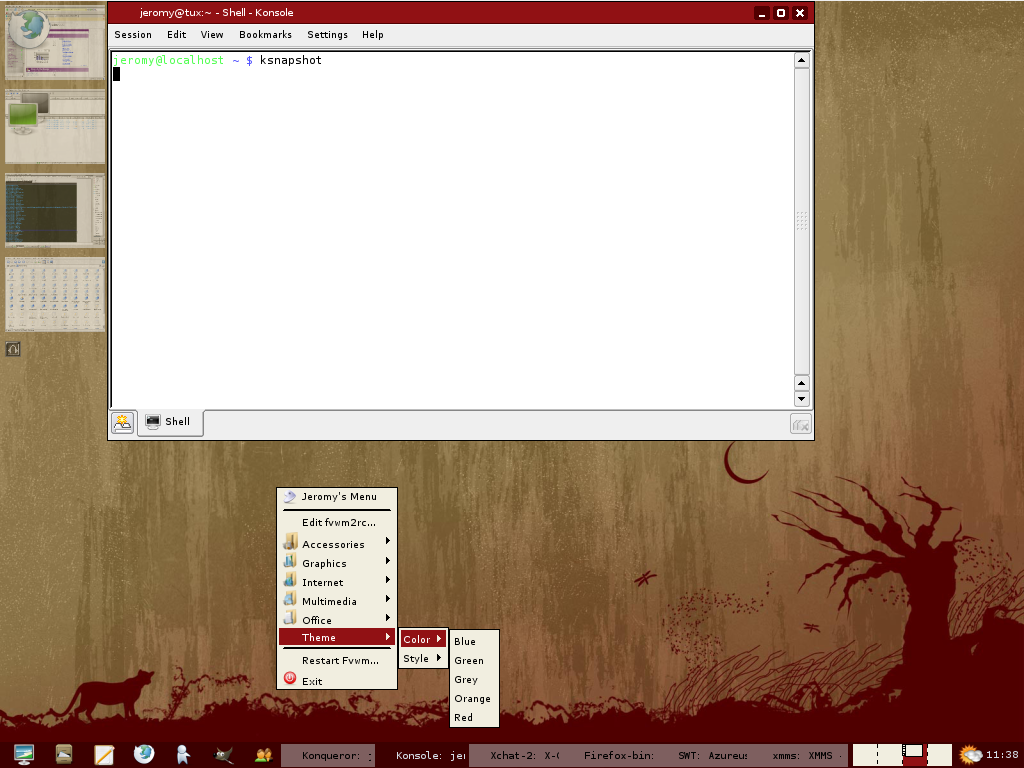 jeromy@tux:~ - Shell - Konsole
Session Edit View Bookmarks Settings Help
jeromy@localhost ~ $ ksnapshot
Shell
Jeromy's Menu
Edit fvwm2rc...
Accessories
Graphics
Internet
Multimedia
Office
Theme
Restart Fvwm...
Exit
Color
Style
Blue
Green
Grey
Orange
Red
Konqueror: Konsole: jer Xchat-2: X-( Firefox-bin: SWT: Azureus xmms: XMMS - 11:38